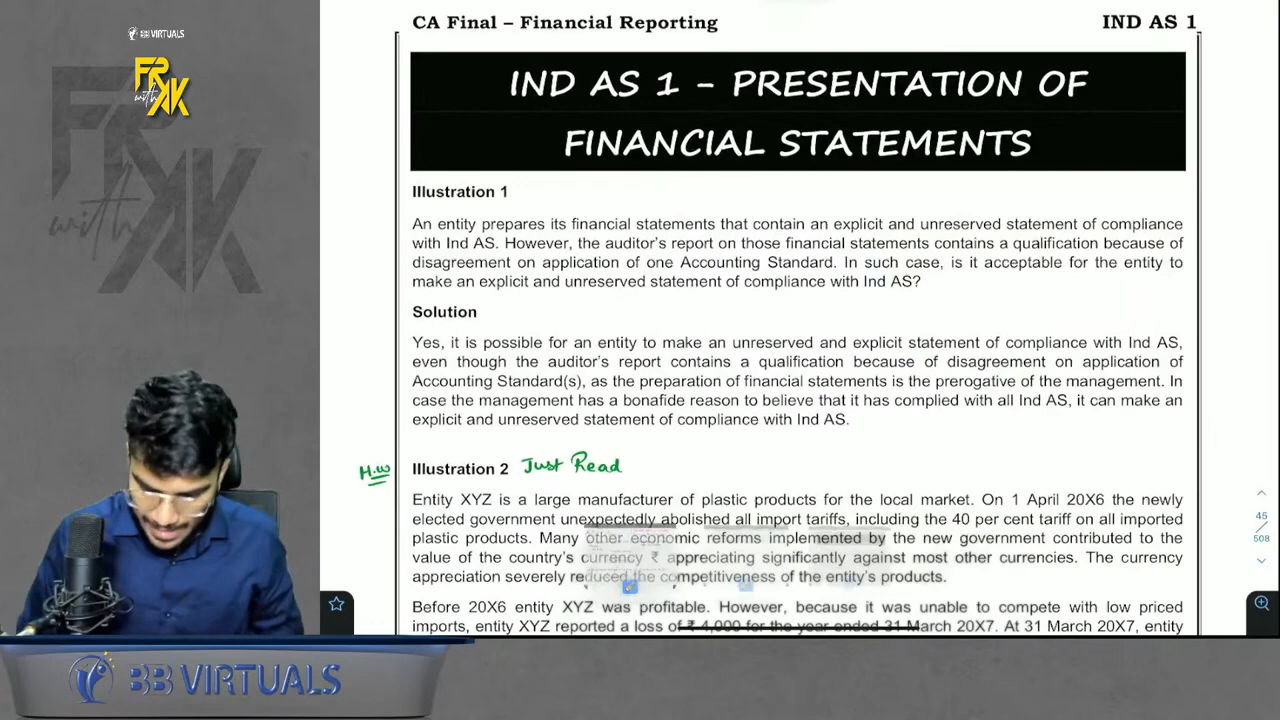 BB VIRTUALS
FR
with
AK
CA Final – Financial Reporting
IND AS 1
IND AS 1 – PRESENTATION OF
FINANCIAL STATEMENTS
Illustration 1
An entity prepares its financial statements that contain an explicit and unreserved statement of compliance
with Ind AS. However, the auditor's report on those financial statements contains a qualification because of
disagreement on application of one Accounting Standard. In such case, is it acceptable for the entity to
make an explicit and unreserved statement of compliance with Ind AS?
Solution
Yes, it is possible for an entity to make an unreserved and explicit statement of compliance with Ind AS,
even though the auditor's report contains a qualification because of disagreement on application of
Accounting Standard(s), as the preparation of financial statements is the prerogative of the management. In
case the management has a bonafide reason to believe that it has complied with all Ind AS, it can make an
explicit and unreserved statement of compliance with Ind AS.
H.W
Illustration 2 Just Read
Entity XYZ is a large manufacturer of plastic products for the local market. On 1 April 20X6 the newly
elected government unexpectedly abolished all import tariffs, including the 40 per cent tariff on all imported
plastic products. Many other economic reforms implemented by the new government contributed to the
value of the country's currency ₹ appreciating significantly against most other currencies. The currency
appreciation severely reduced the competitiveness of the entity's products.
Before 20X6 entity XYZ was profitable. However, because it was unable to compete with low priced
imports, entity XYZ reported a loss of ₹ 4,000 for the year ended 31 March 20X7. At 31 March 20X7, entity
45
508
FR
with
AK
BB VIRTUALS